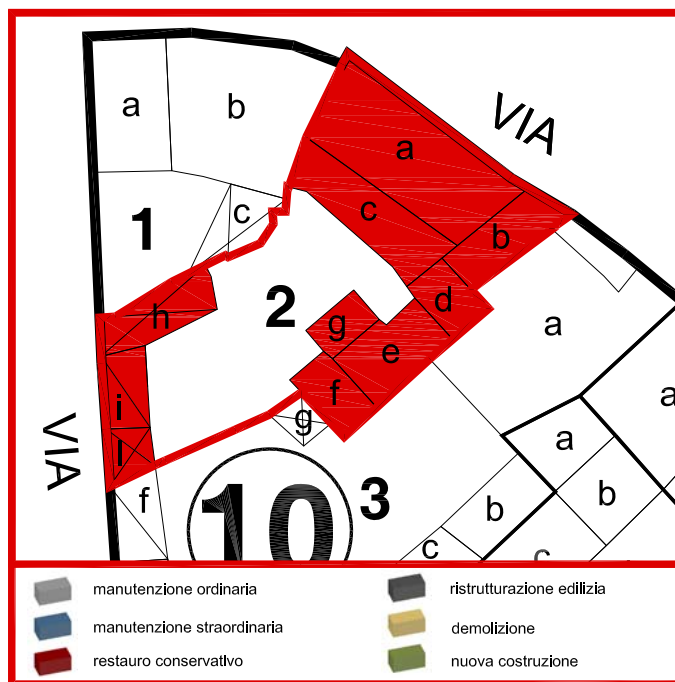 VIA
a
b
a
c
c
b
1
2
h
d
g
e
a
i
f
a
g
a
l
VIA
f
10
3
b
b
c
c
manutenzione ordinaria
ristrutturazione edilizia
manutenzione straordinaria
demolizione
restauro conservativo
nuova costruzione